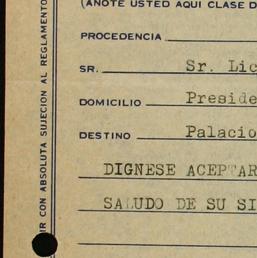 (ANOTE USTED AQUI CLASE D
PROCEDENCIA
SR. Sr. Lic
DOMICILIO Preside
DESTINO Palacio
DIGNESE ACEPTAR
SALUDO DE SU SI
IR CON ABSOLUTA SUJECION AL REGLAMENTO